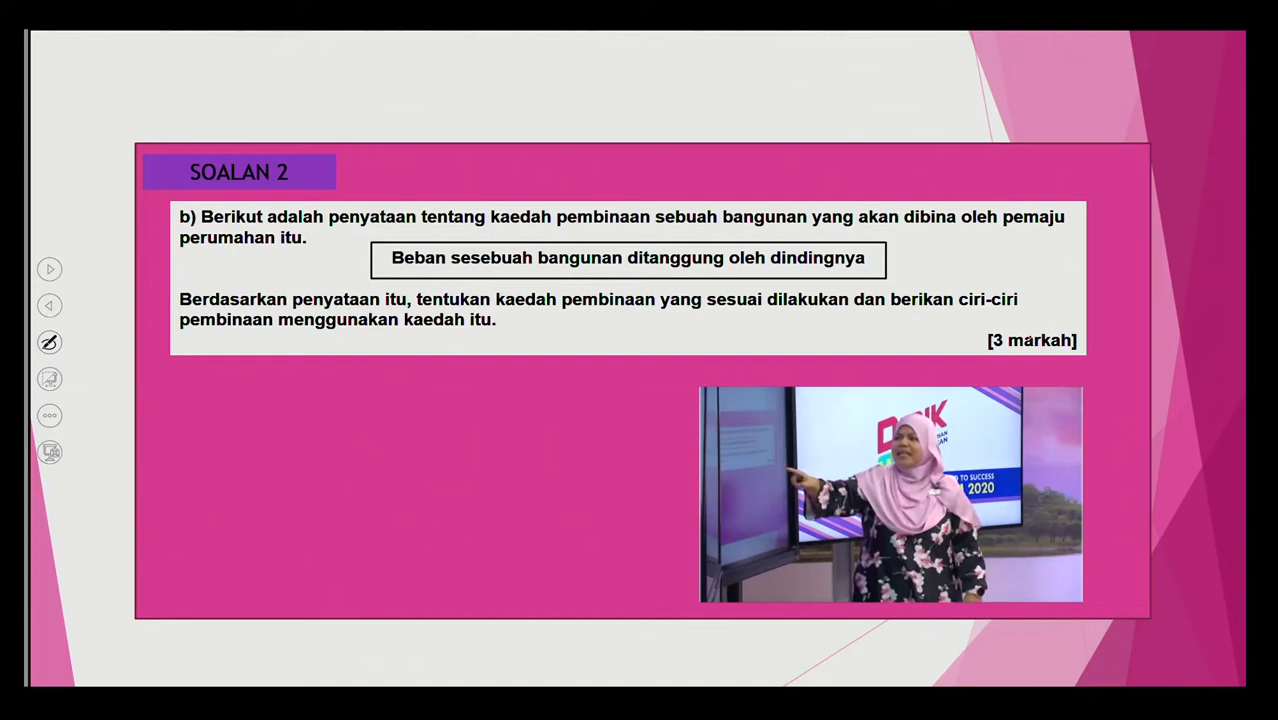 SOALAN 2
b) Berikut adalah penyataan tentang kaedah pembinaan sebuah bangunan yang akan dibina oleh pemaju
perumahan itu.
Beban sesebuah bangunan ditanggung oleh dindingnya
Berdasarkan penyataan itu, tentukan kaedah pembinaan yang sesuai dilakukan dan berikan ciri-ciri
pembinaan menggunakan kaedah itu.
[3 markah]
TO SUCCESS
2020